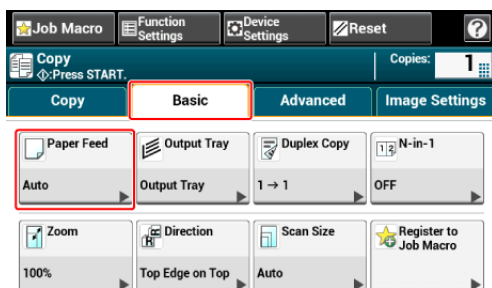 Job Macro
Function
Settings
Device
Settings
Reset
?
Copy
:Press START.
Copies:
1
Copy
Basic
Advanced
Image Settings
Paper Feed
Auto
Output Tray
Output Tray
Duplex Copy
1 → 1
12
N-in-1
OFF
Zoom
100%
R
Direction
Top Edge on Top
Scan Size
Auto
Register to
Job Macro